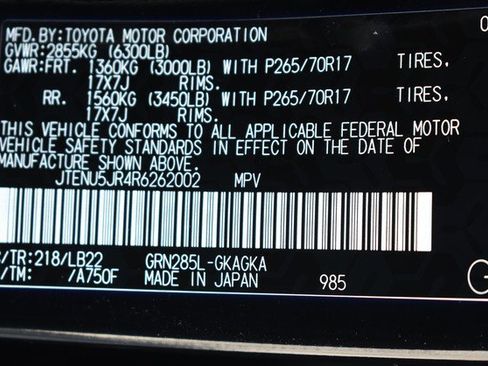 MFD.BY:TOYOTA MOTOR CORPORATION
GVWR:2855KG (6300LB)
GAWR:FRT. 1360KG (3000LB) WITH P265/70R17 TIRES.
17X7J RIMS.
RR. 1560KG (3450LB) WITH P265/70R17 TIRES.
17X7J RIMS.
THIS VEHICLE CONFORMS TO ALL APPLICABLE FEDERAL MOTOR
VEHICLE SAFETY STANDARDS IN EFFECT ON THE DATE OF
MANUFACTURE SHOWN ABOVE.
JTENU5JR4R6262002 MPV
/TR:218/LB22 GRN285L-GKAGKA
/TM: /A750F MADE IN JAPAN 985